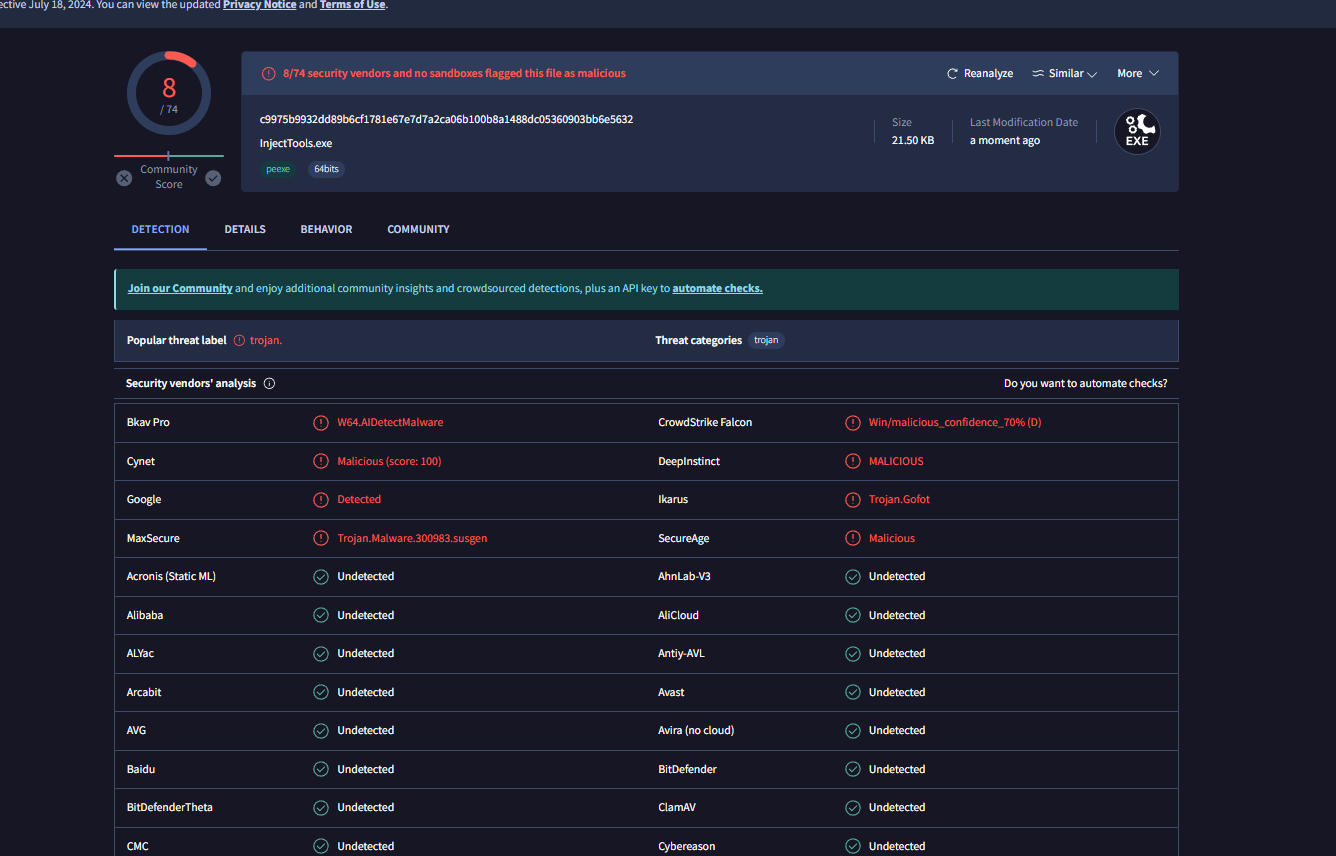 ective July 18, 2024. You can view the updated Privacy Notice and Terms of Use.
8
/ 74
Community
Score
8/74 security vendors and no sandboxes flagged this file as malicious
Reanalyze
Similar
More
c9975b9932dd89b6cf1781e67e7d7a2ca06b100b8a1488dc05360903bb6e5632
InjectTools.exe
peexe
64bits
Size
21.50 KB
Last Modification Date
a moment ago
EXE
DETECTION
DETAILS
BEHAVIOR
COMMUNITY
Join our Community and enjoy additional community insights and crowdsourced detections, plus an API key to automate checks.
Popular threat label trojan.
Threat categories trojan
Security vendors' analysis
Do you want to automate checks?
Bkav Pro W64.AIDetectMalware CrowdStrike Falcon Win/malicious_confidence_70% (D)
Cynet Malicious (score: 100) DeepInstinct MALICIOUS
Google Detected Ikarus Trojan.Gofot
MaxSecure Trojan.Malware.300983.susgen SecureAge Malicious
Acronis (Static ML) Undetected AhnLab-V3 Undetected
Alibaba Undetected AliCloud Undetected
ALYac Undetected Antiy-AVL Undetected
Arcabit Undetected Avast Undetected
AVG Undetected Avira (no cloud) Undetected
Baidu Undetected BitDefender Undetected
BitDefenderTheta Undetected ClamAV Undetected
CMC Undetected Cybereason Undetected